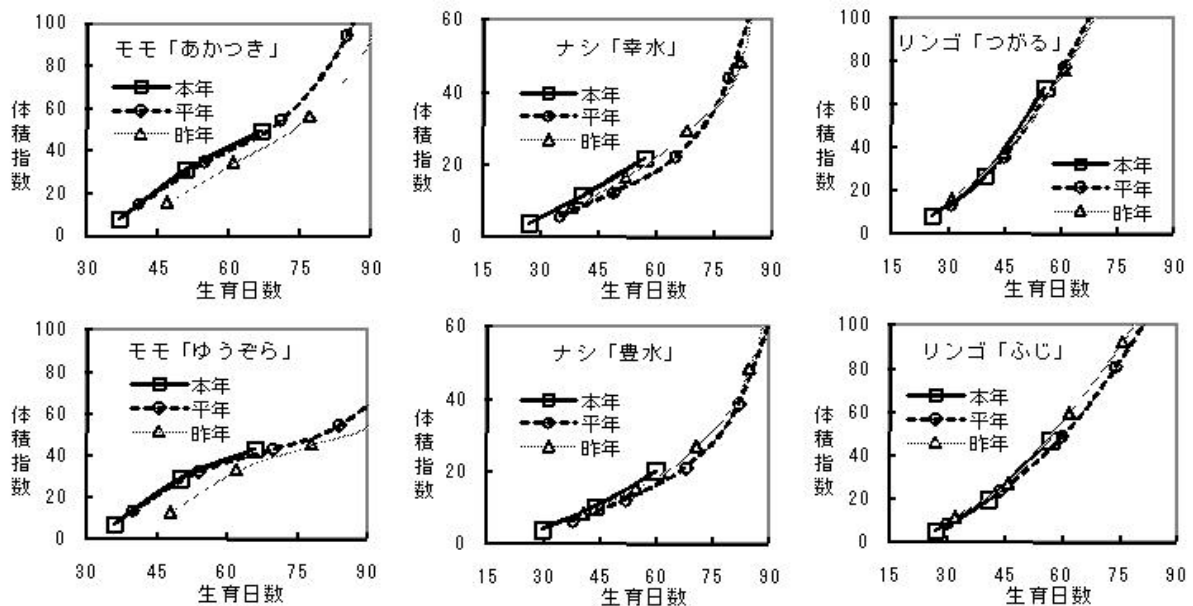 モモ「あかつき」
本年
平年
昨年
体積指数
100
80
60
40
20
0
30 45 60 75 90
生育日数
ナシ「幸水」
本年
平年
昨年
体積指数
60
40
20
0
15 30 45 60 75 90
生育日数
リンゴ「つがる」
本年
平年
昨年
体積指数
100
80
60
40
20
0
15 30 45 60 75 90
生育日数
モモ「ゆうぞら」
本年
平年
昨年
体積指数
100
80
60
40
20
0
30 45 60 75 90
生育日数
ナシ「豊水」
本年
平年
昨年
体積指数
60
40
20
0
15 30 45 60 75 90
生育日数
リンゴ「ふじ」
本年
平年
昨年
体積指数
100
80
60
40
20
0
15 30 45 60 75 90
生育日数